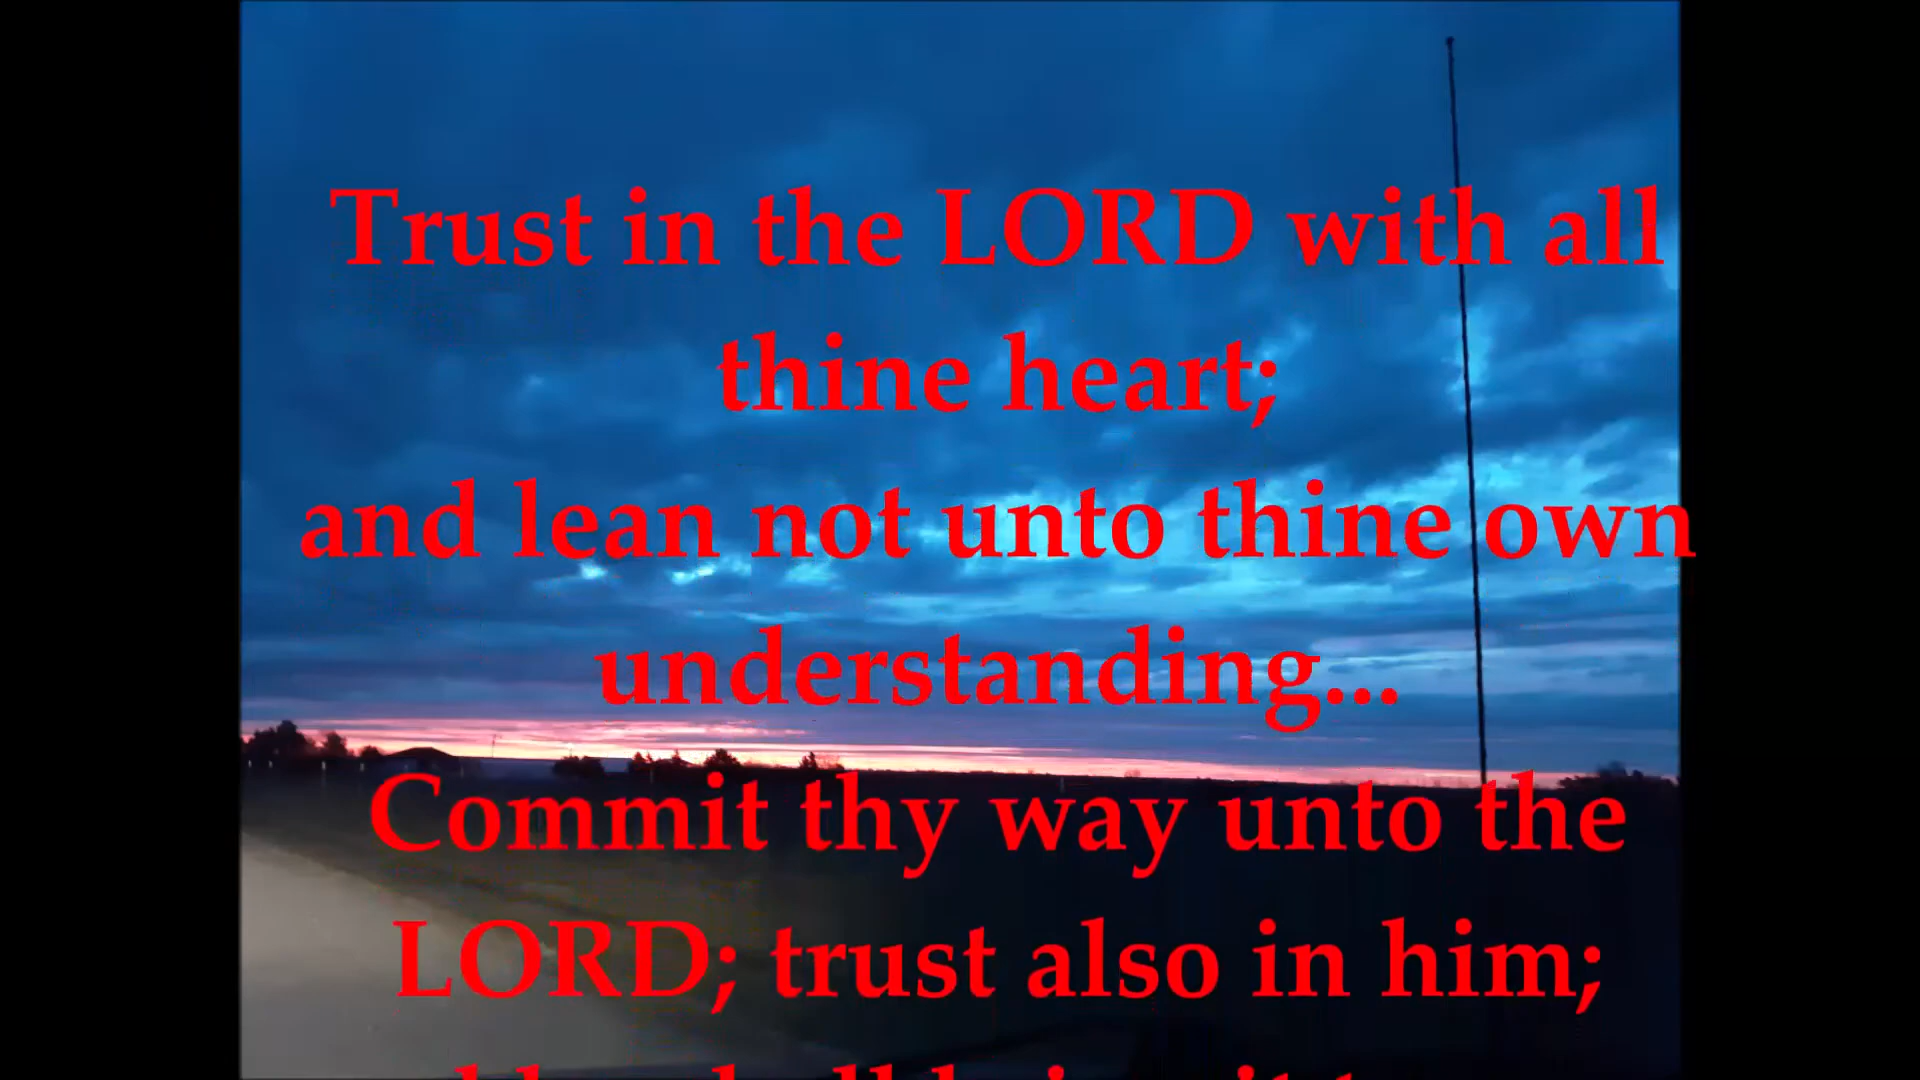 Trust in the LORD with all
thine heart;
and lean not unto thine own
understanding...
Commit thy way unto the
LORD; trust also in him;